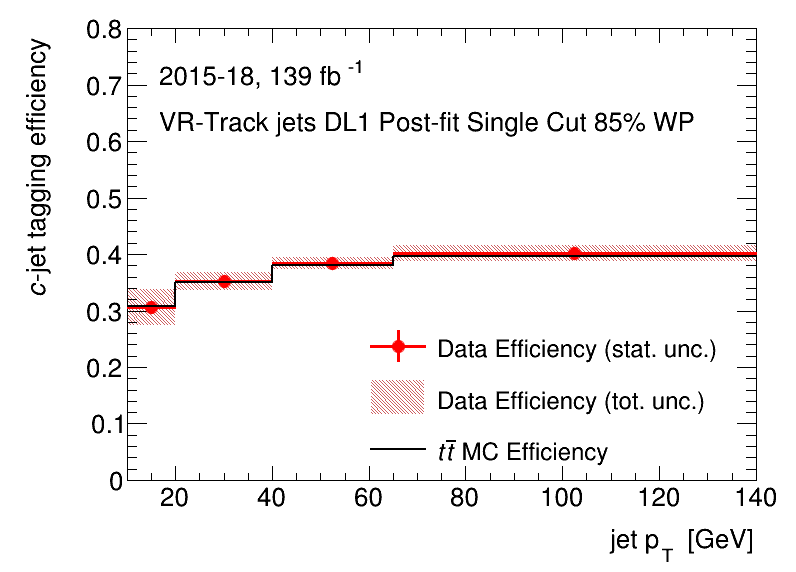 c-jet tagging efficiency
0.8
0.7
0.6
0.5
0.4
0.3
0.2
0.1
0
2015-18, 139 fb⁻¹
VR-Track jets DL1 Post-fit Single Cut 85% WP
Data Efficiency (stat. unc.)
Data Efficiency (tot. unc.)
tt̄ MC Efficiency
20 40 60 80 100 120 140
jet p_T [GeV]